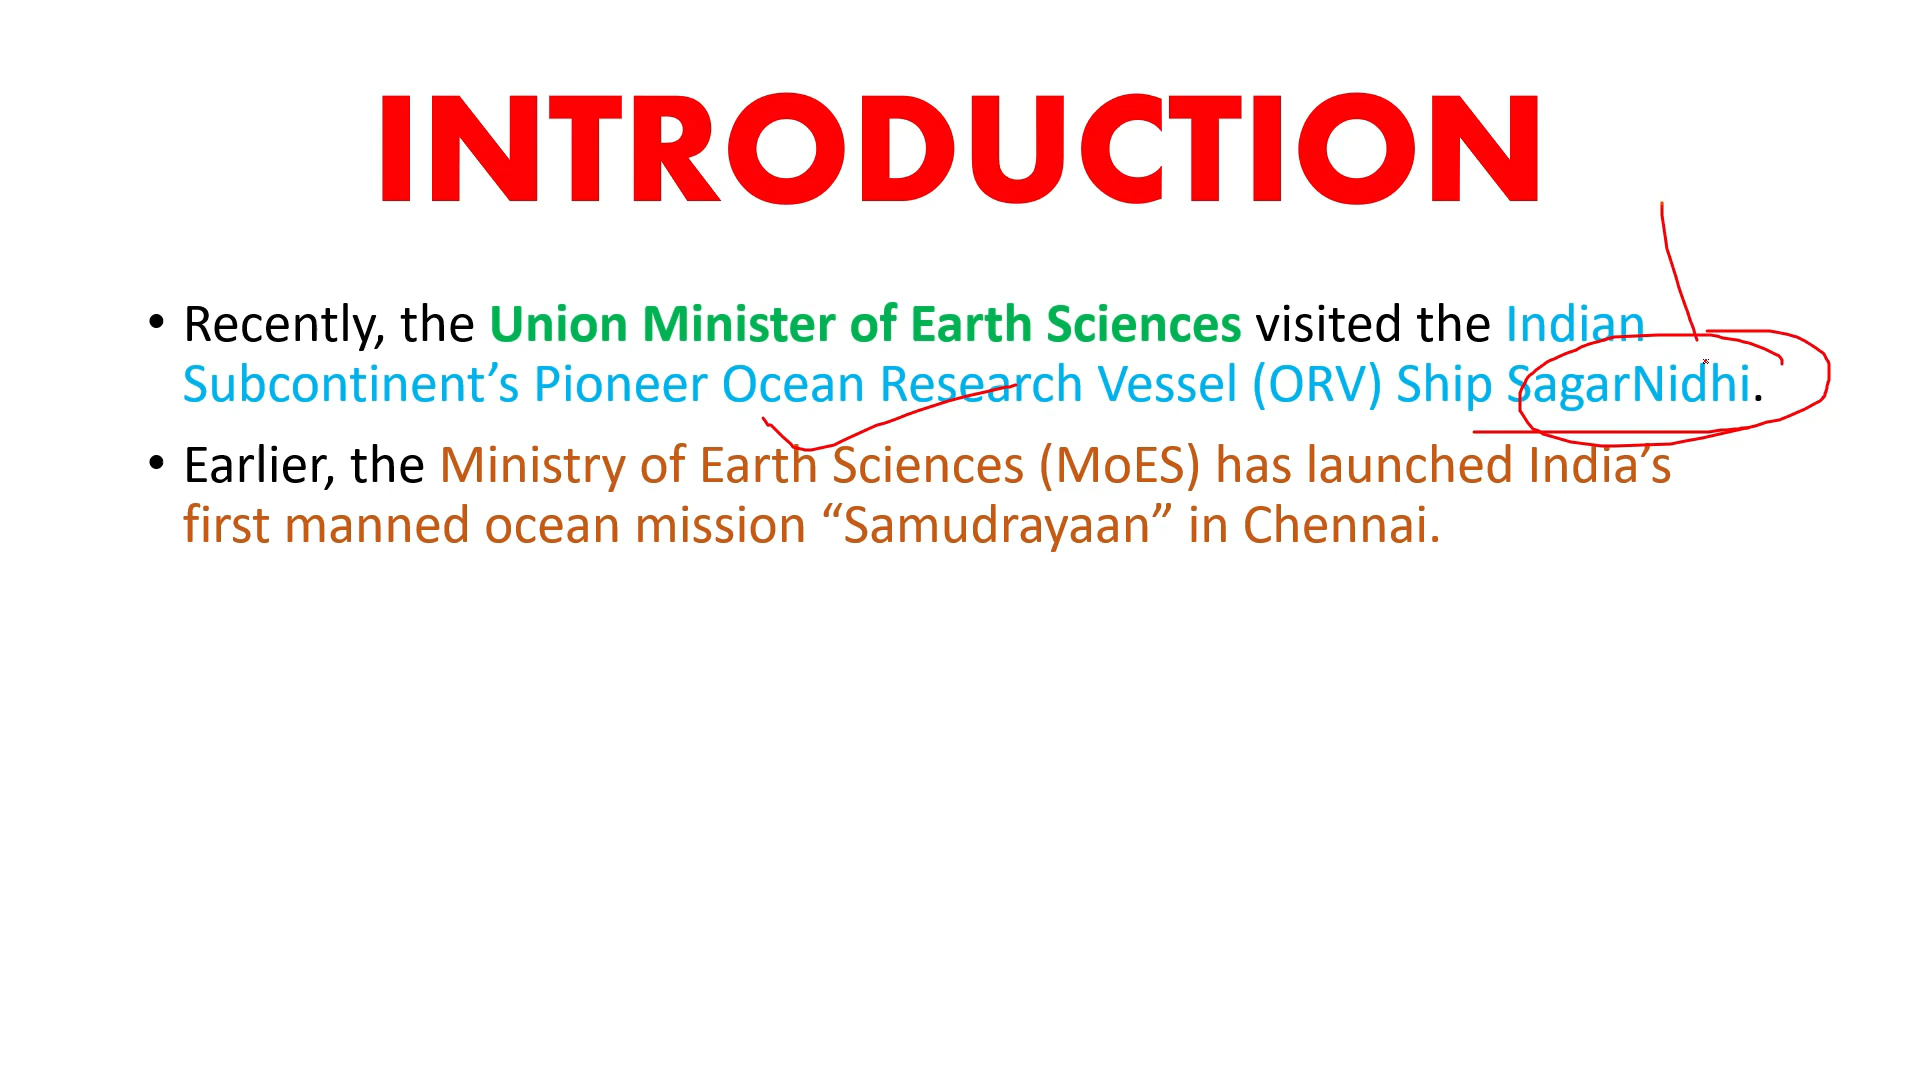 INTRODUCTION
• Recently, the Union Minister of Earth Sciences visited the Indian
Subcontinent’s Pioneer Ocean Research Vessel (ORV) Ship SagarNidhi.
• Earlier, the Ministry of Earth Sciences (MoES) has launched India’s
first manned ocean mission “Samudrayaan” in Chennai.